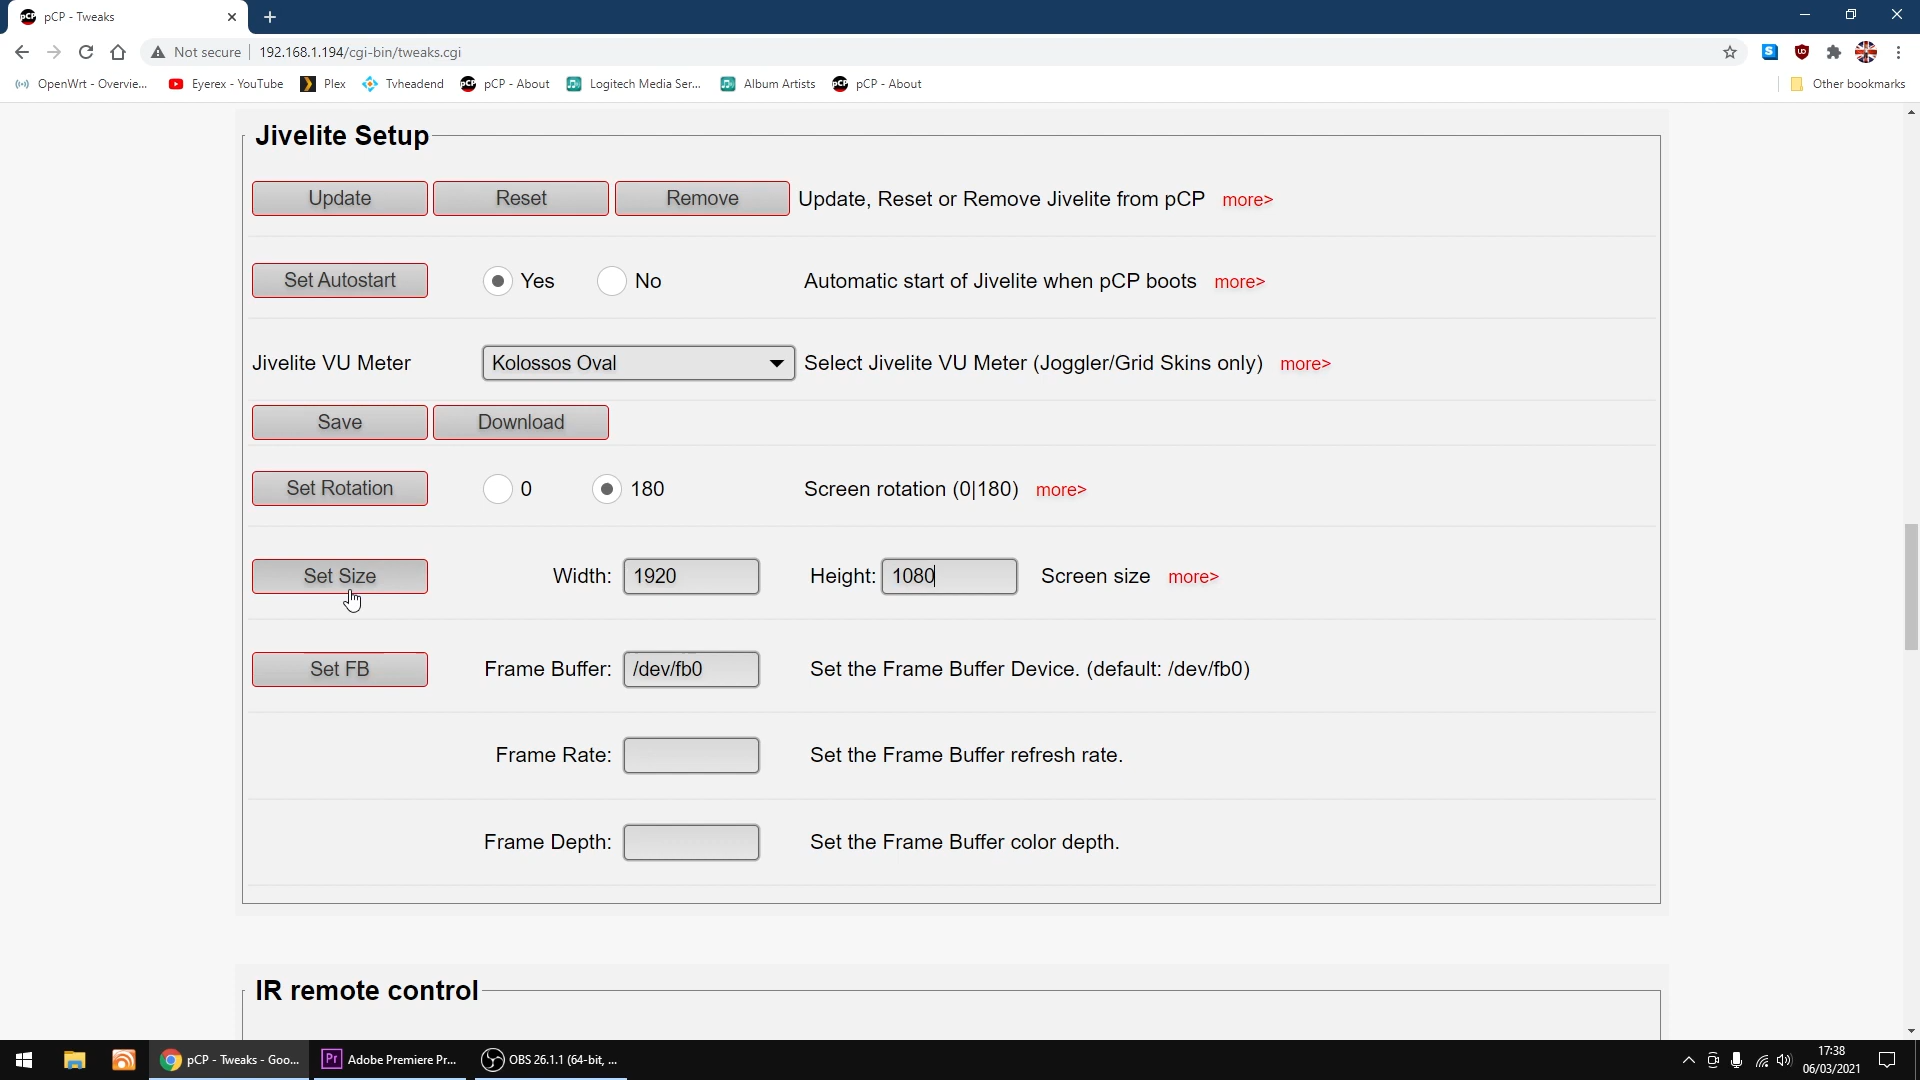 pCP - Tweaks
Not secure 192.168.1.194/cgi-bin/tweaks.cgi
OpenWrt - Overvie... Eyerex - YouTube Plex Tvheadend pCP - About Logitech Media Ser... Album Artists pCP - About Other bookmarks
Jivelite Setup
Update Reset Remove Update, Reset or Remove Jivelite from pCP more>
Set Autostart Yes No Automatic start of Jivelite when pCP boots more>
Jivelite VU Meter Kolossos Oval Select Jivelite VU Meter (Joggler/Grid Skins only) more>
Save Download
Set Rotation 0 180 Screen rotation (0|180) more>
Set Size Width: 1920 Height: 1080 Screen size more>
Set FB Frame Buffer: /dev/fb0 Set the Frame Buffer Device. (default: /dev/fb0)
Frame Rate: Set the Frame Buffer refresh rate.
Frame Depth: Set the Frame Buffer color depth.
IR remote control
pCP - Tweaks - Goo... Pr Adobe Premiere Pr... OBS 26.1.1 (64-bit, ... 17:38
06/03/2021